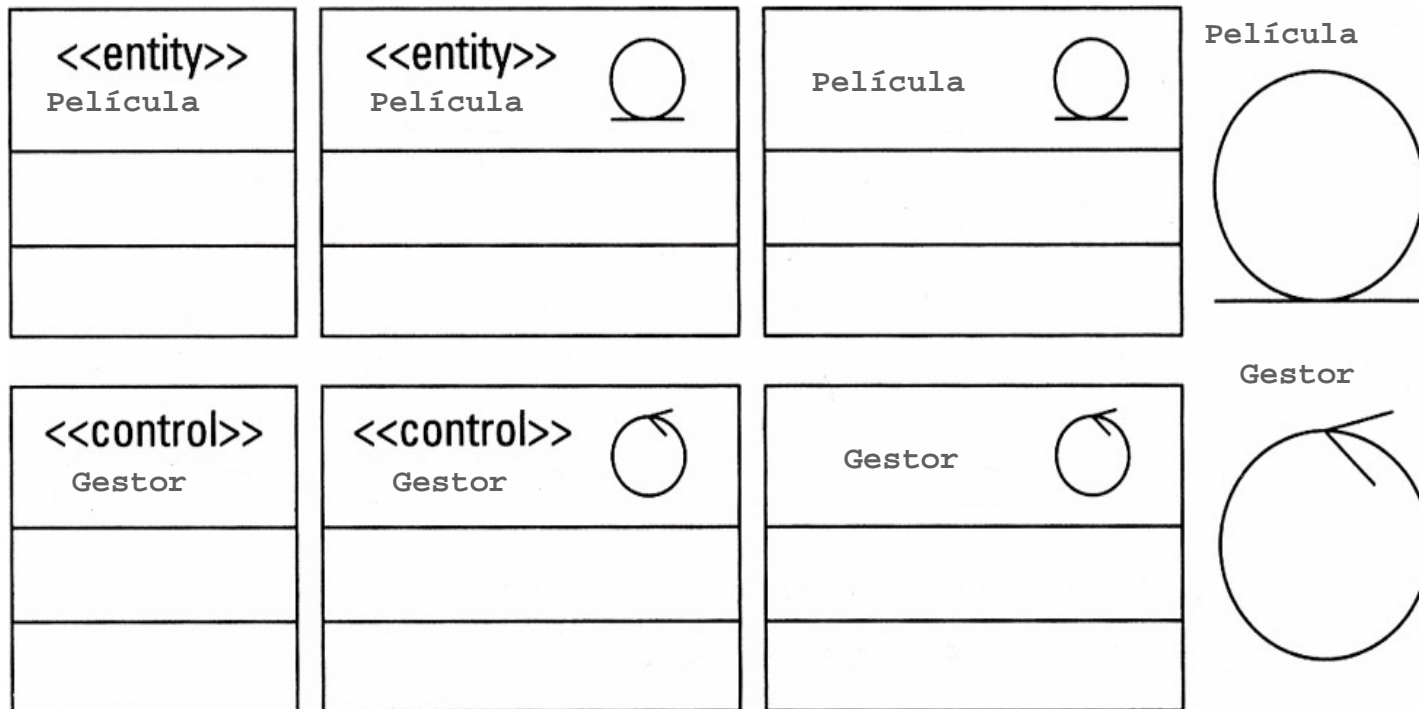 <<entity>>
Película
<<entity>>
Película
Película
Película
<<control>>
Gestor
<<control>>
Gestor
Gestor
Gestor